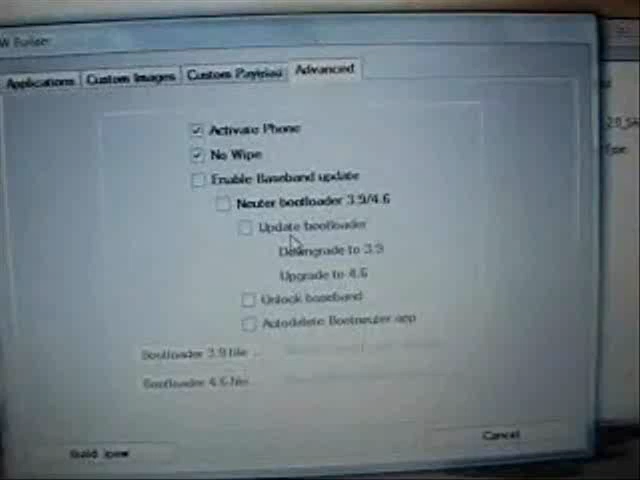 W Builder
Applications Custom Images Custom Payload Advanced
Activate Phone
No Wipe
Enable Baseband update
Neuter bootloader 3.9/4.6
Update bootloader
Downgrade to 3.9
Upgrade to 4.6
Unlock baseband
Autodelete Bootneuter app
Bootloader 3.9 file ...
Bootloader 4.6 file
Build .ipsw
Cancel